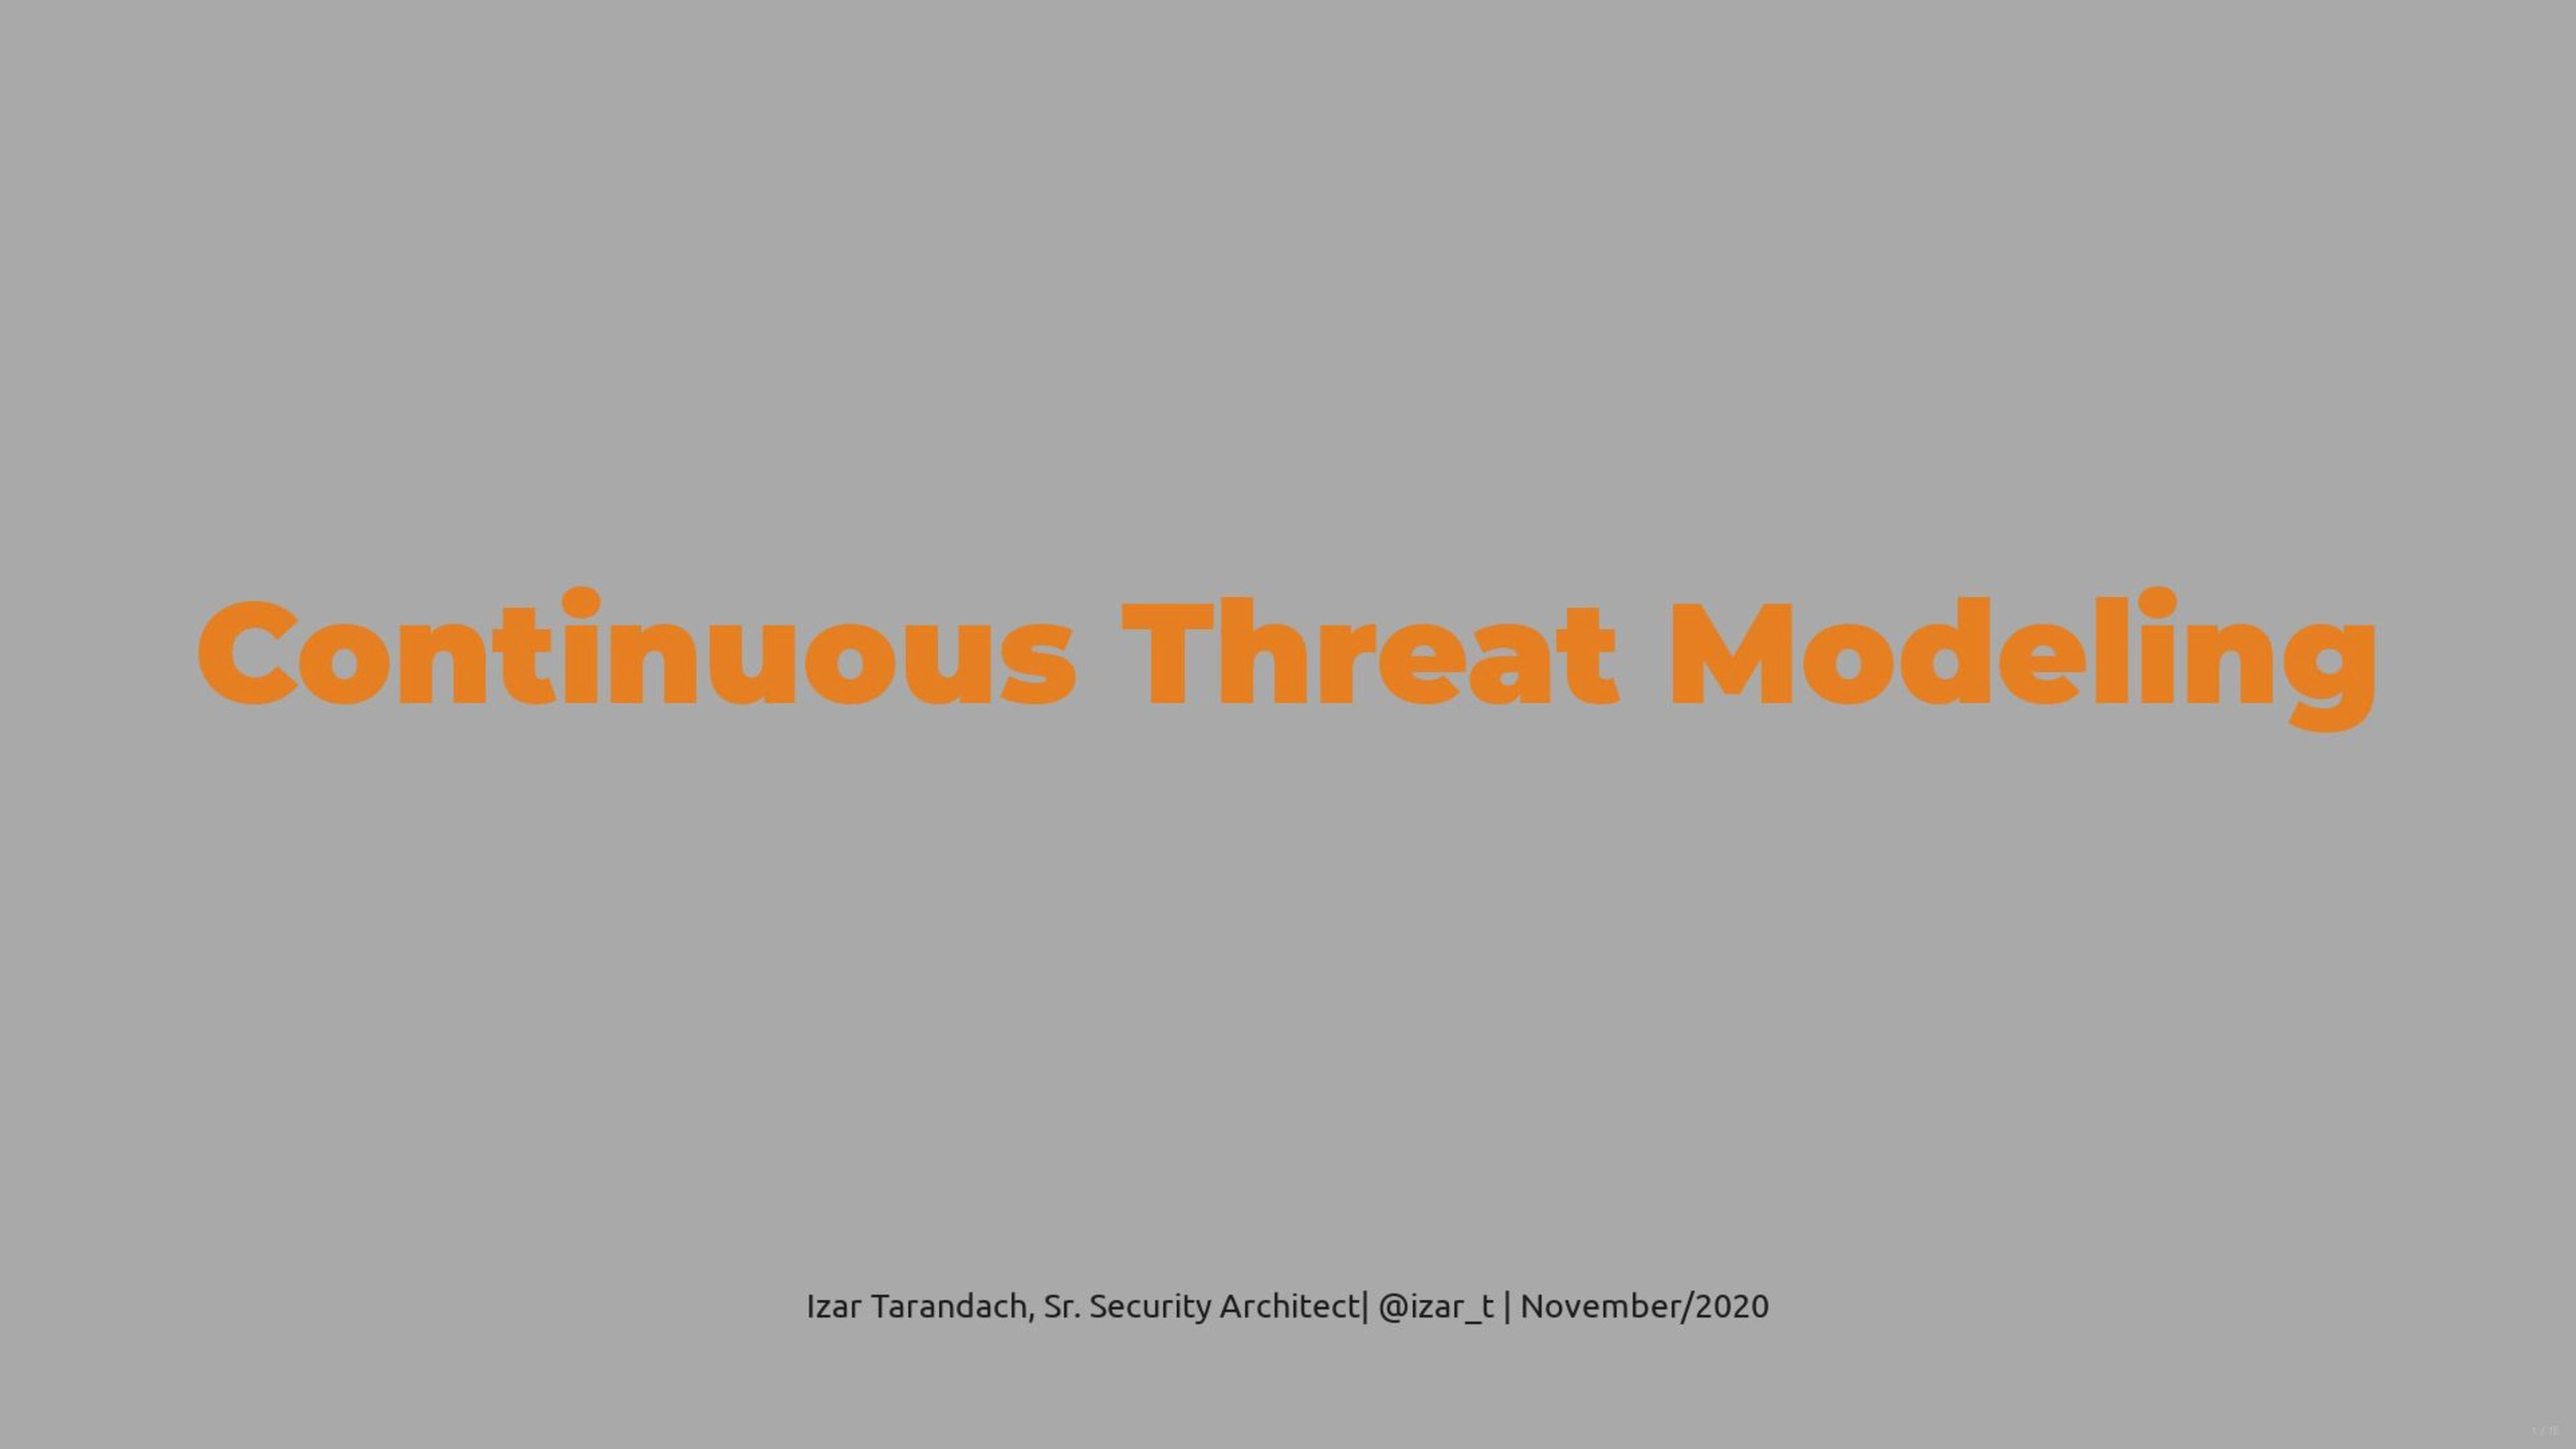 Continuous Threat Modeling
Izar Tarandach, Sr. Security Architect| @izar_t | November/2020